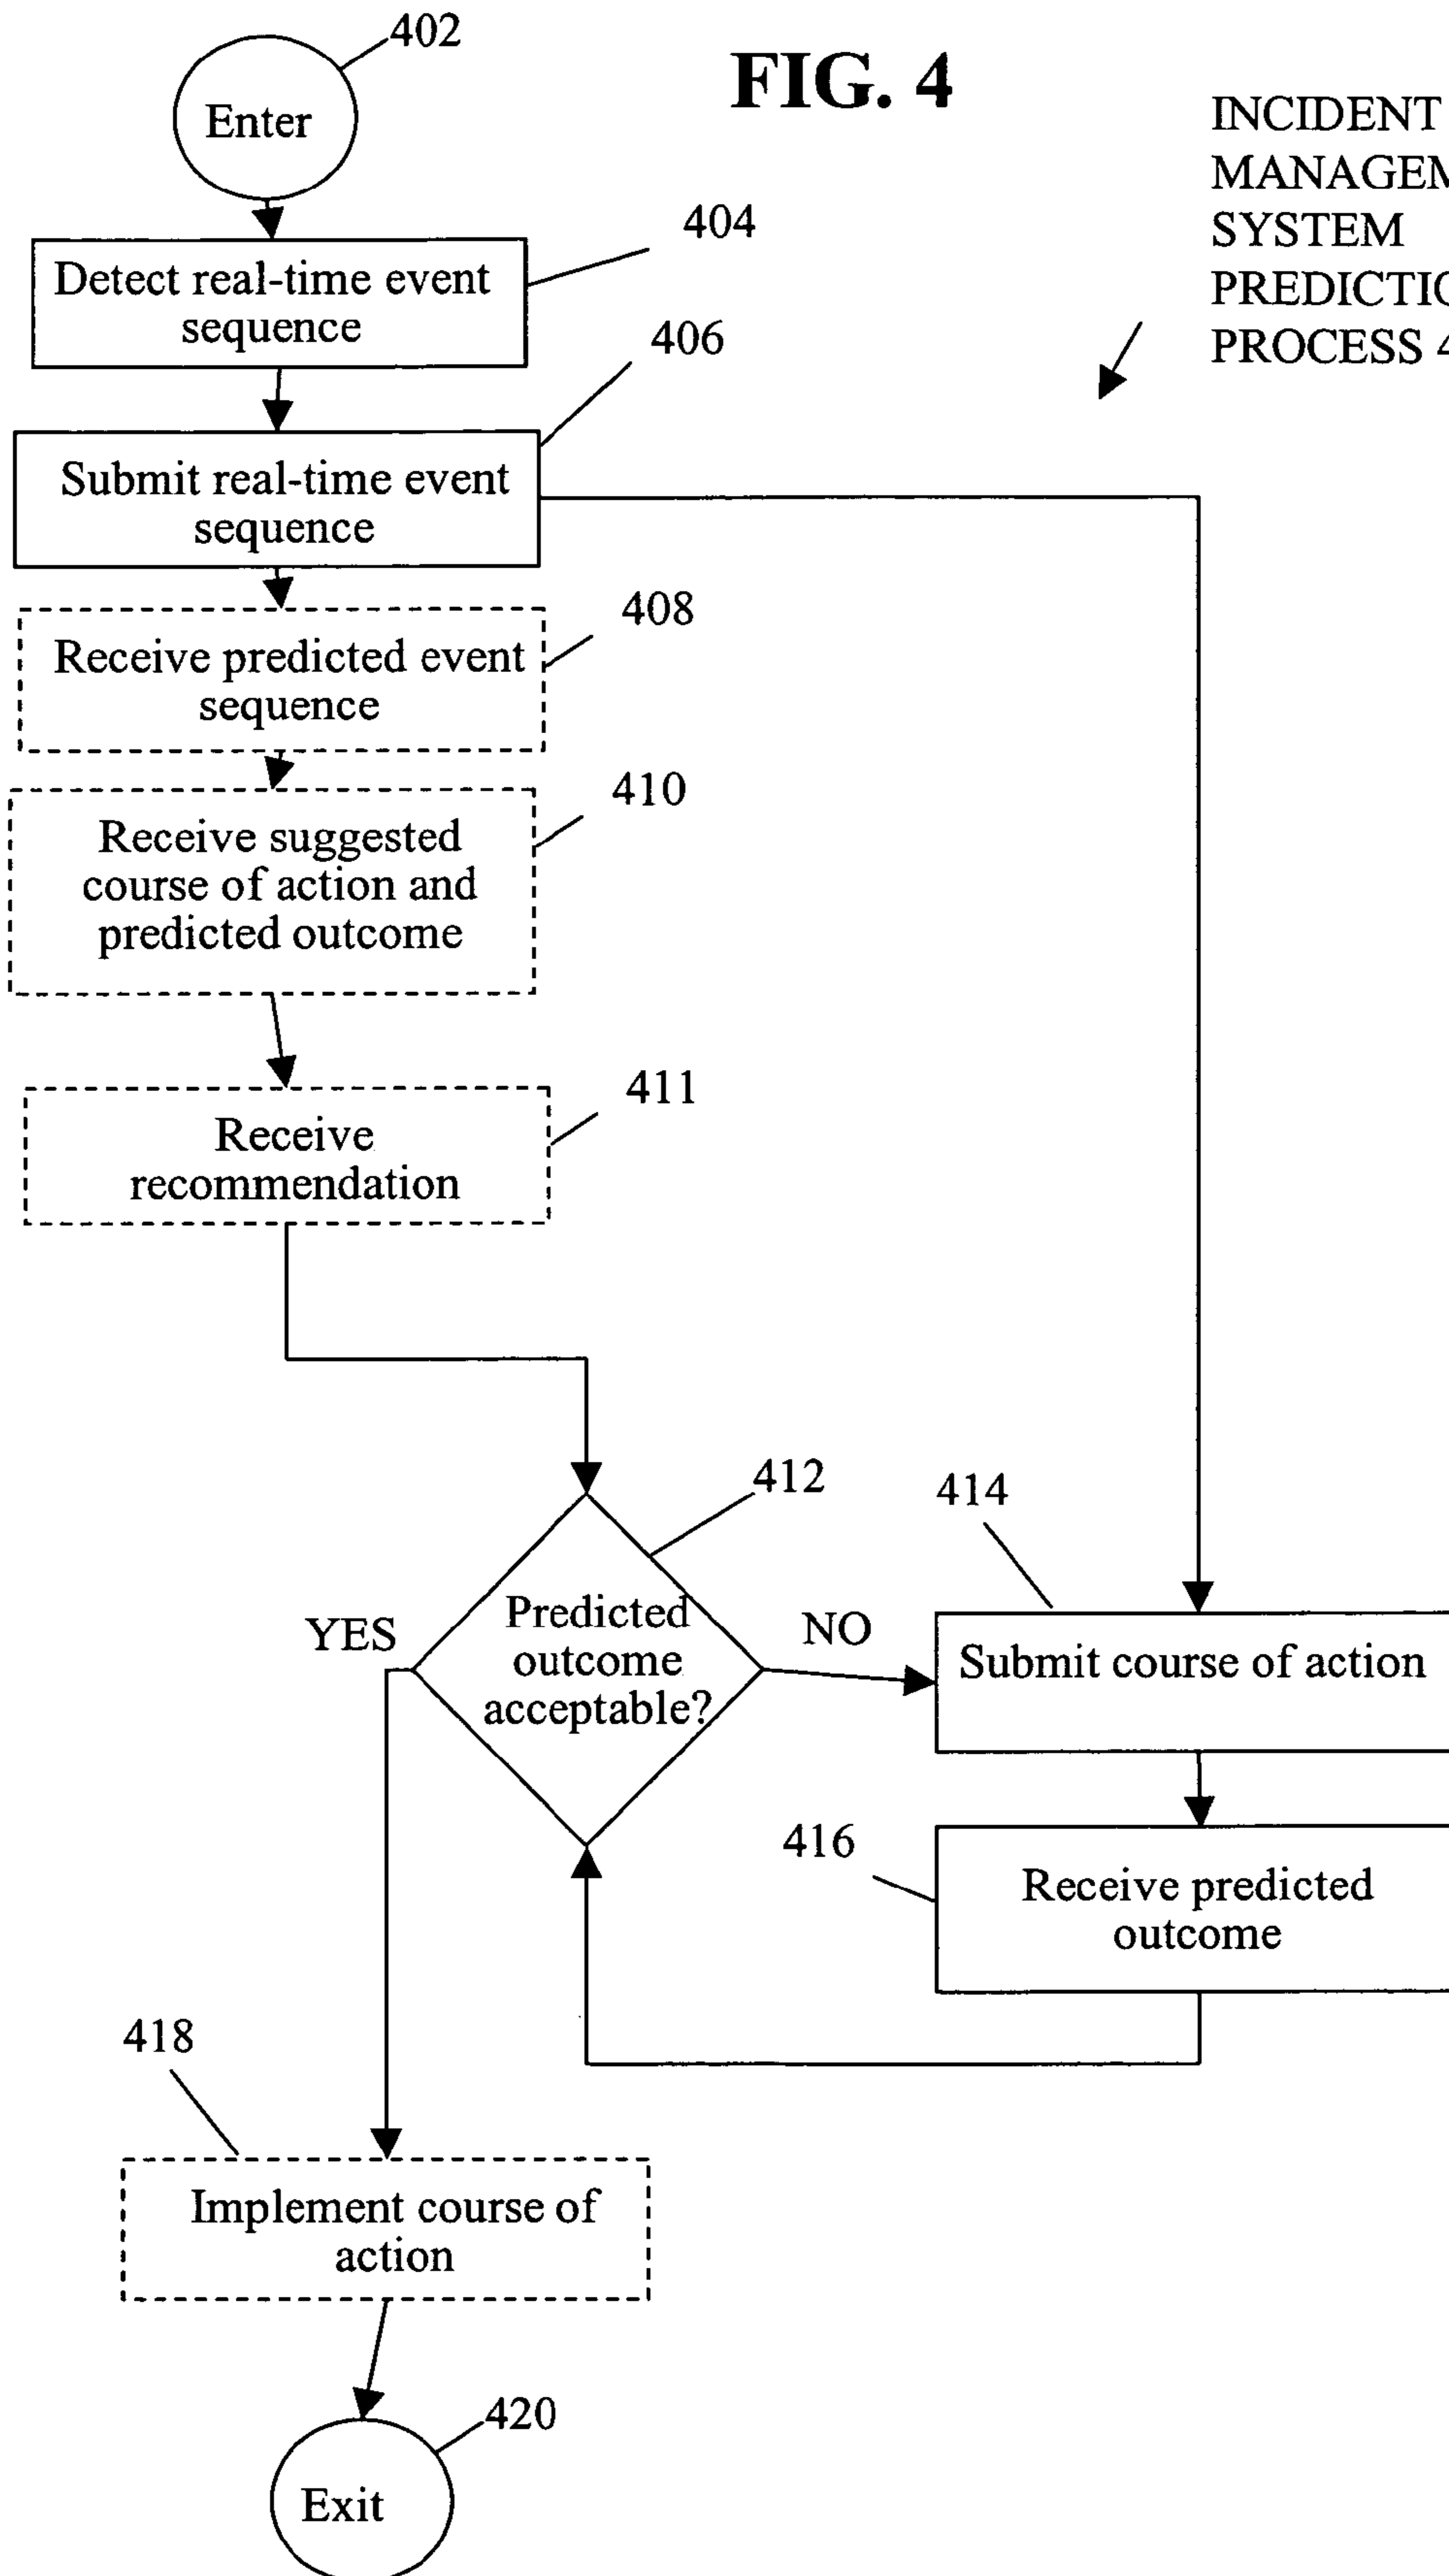 402
FIG. 4
Enter
INCIDENT
SYSTEM
PROCESS
404
Detect real-time event
sequence
406
Submit real-time event
sequence
408
Receive predicted event
sequence
410
Receive suggested
course of action and
predicted outcome
411
Receive
recommendation
412
414
YES
Predicted
outcome
acceptable?
NO
Submit course of action
416
Receive predicted
outcome
418
Implement course of
action
420
Exit